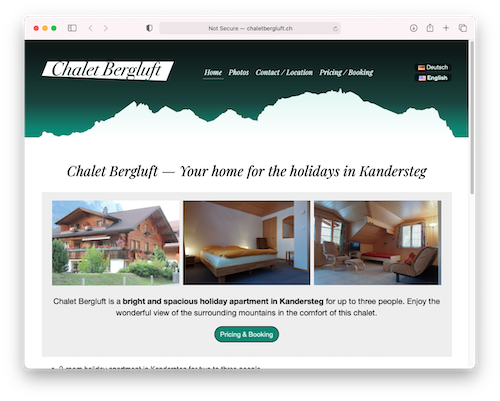 Not Secure — chaletbergluft.ch
Chalet Bergluft
Home Photos Contact / Location Pricing / Booking
Deutsch
English
Chalet Bergluft — Your home for the holidays in Kandersteg
Chalet Bergluft is a bright and spacious holiday apartment in Kandersteg for up to three people. Enjoy the
wonderful view of the surrounding mountains in the comfort of this chalet.
Pricing & Booking